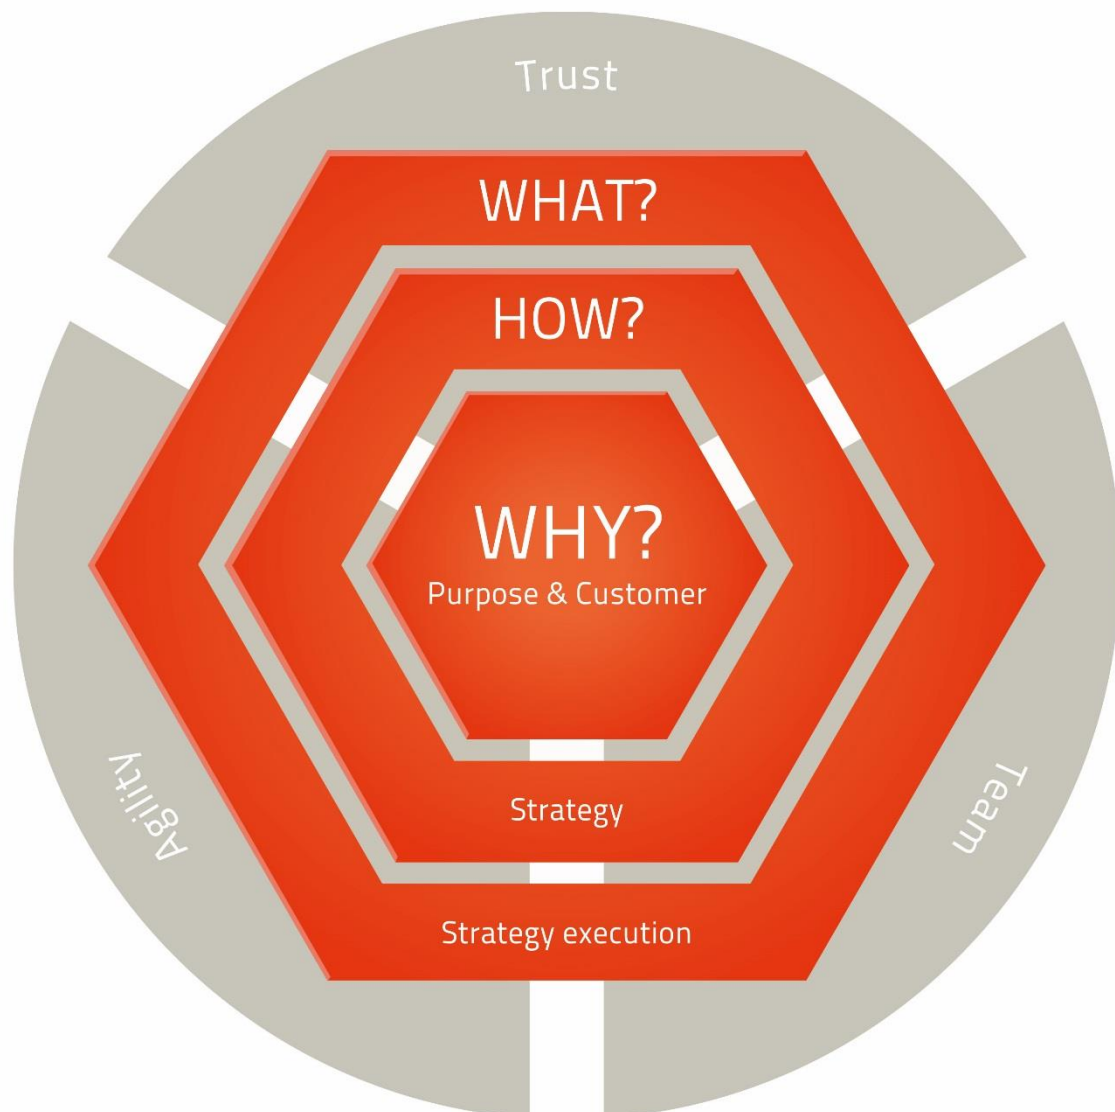 Trust
WHAT?
HOW?
WHY?
Purpose & Customer
Agility
Team
Strategy
Strategy execution